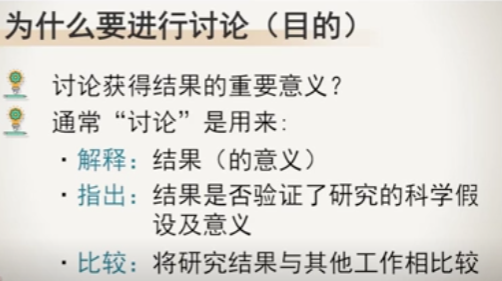 为什么要进行讨论（目的）
讨论获得结果的重要意义？
通常“讨论”是用来：
·解释：结果（的意义）
·指出：结果是否验证了研究的科学假
设及意义
·比较：将研究结果与其他工作相比较